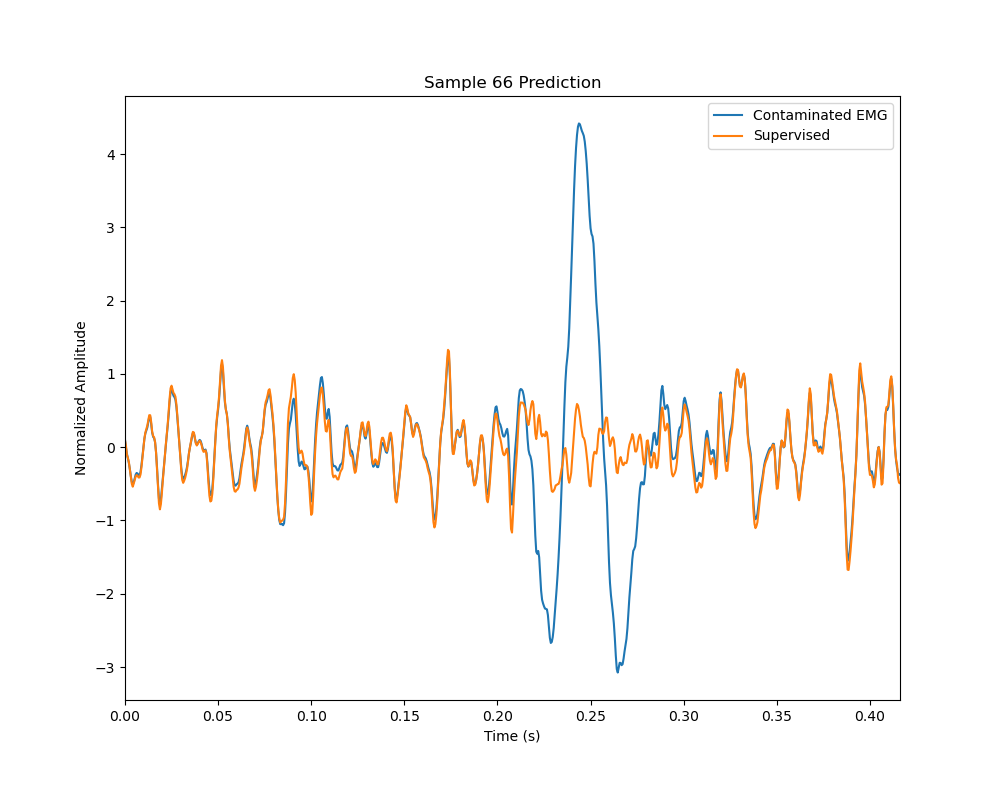 Sample 66 Prediction
Contaminated EMG
Supervised
Normalized Amplitude
4
3
2
1
0
−1
−2
−3
0.00 0.05 0.10 0.15 0.20 0.25 0.30 0.35 0.40
Time (s)